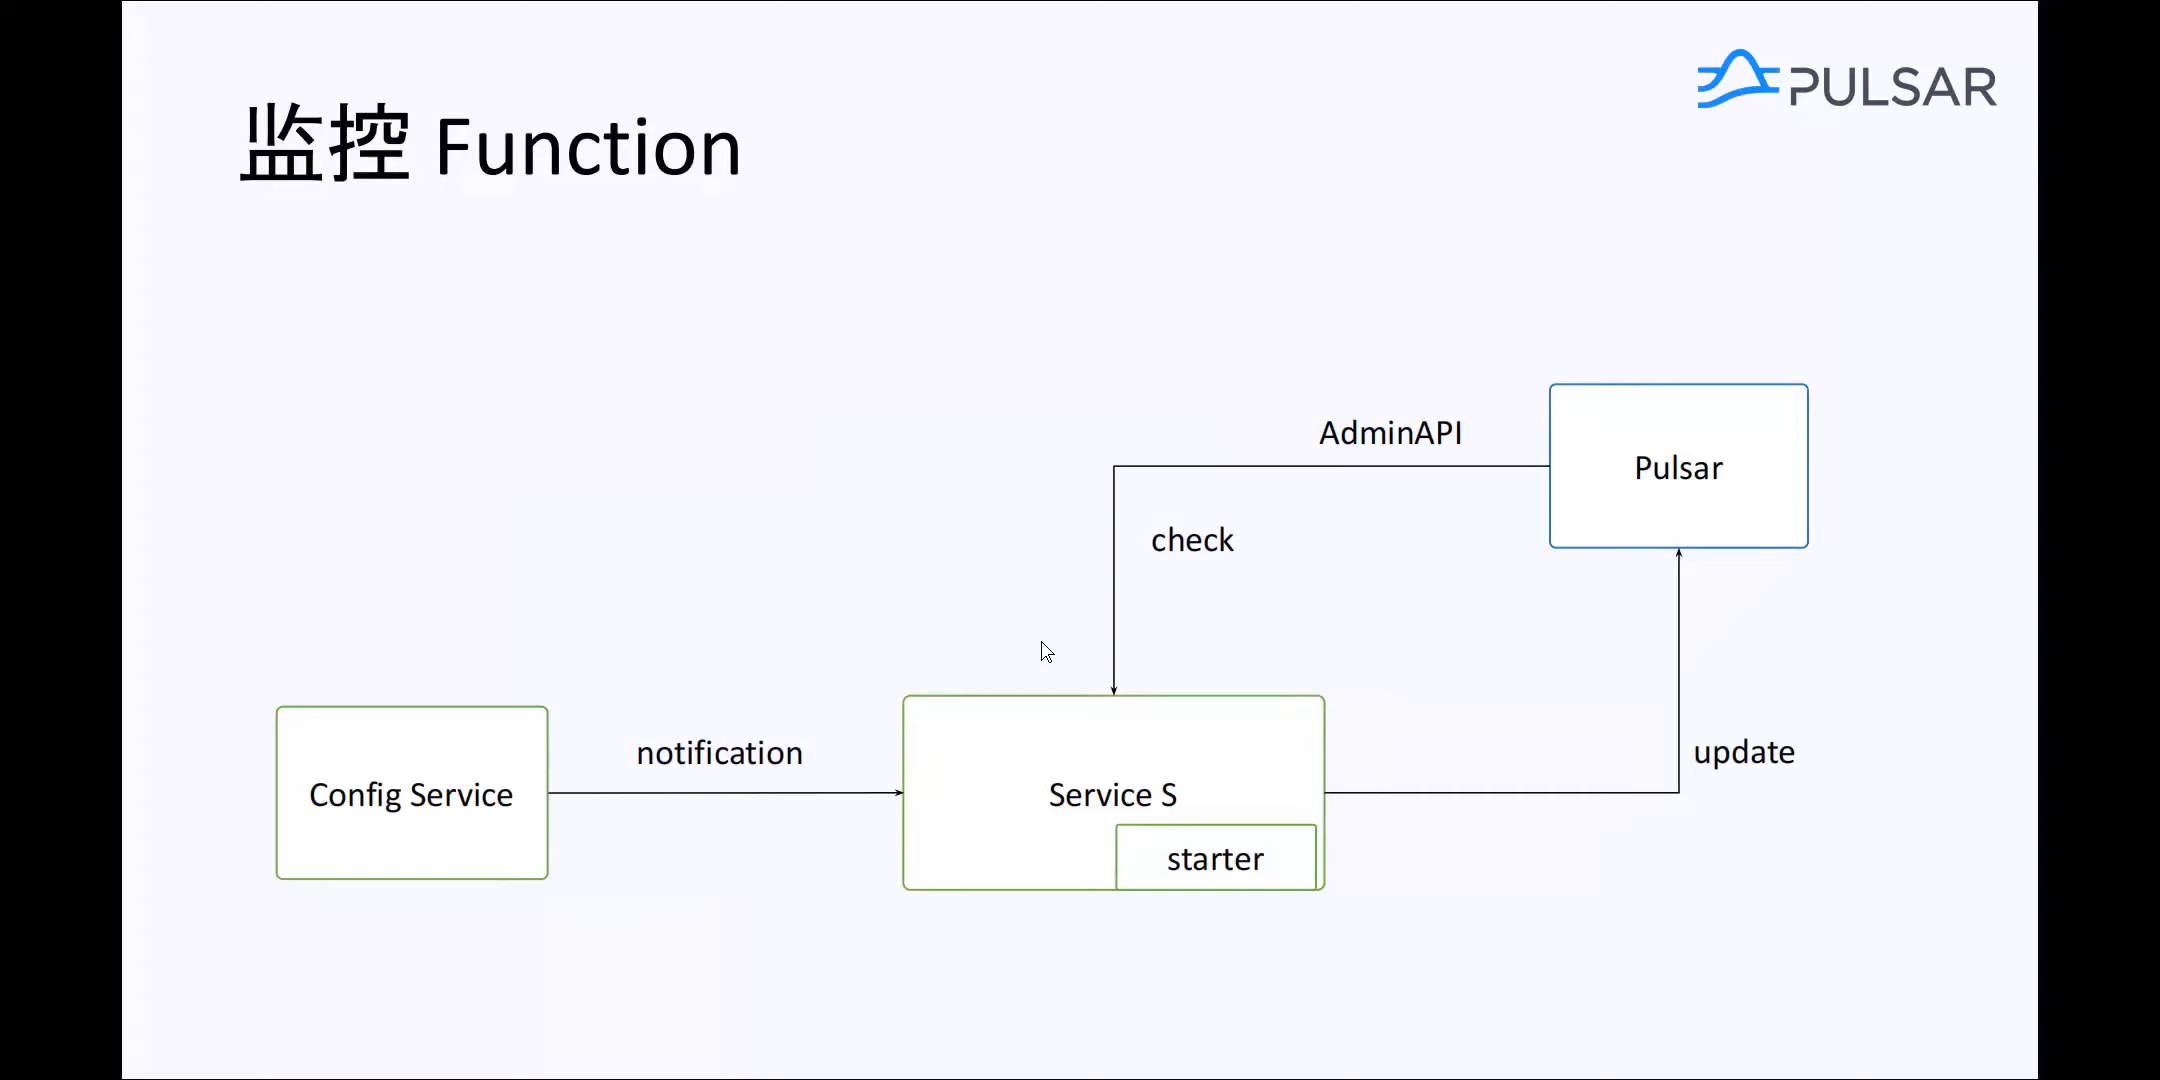 PULSAR
监控 Function
AdminAPI
Pulsar
check
notification
update
Config Service
Service S
starter